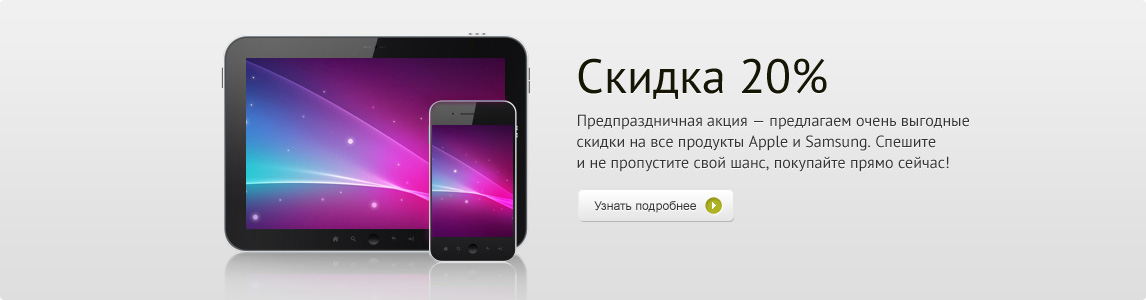 Скидка 20%
Предпраздничная акция — предлагаем очень выгодные
скидки на все продукты Apple и Samsung. Спешите
и не пропустите свой шанс, покупайте прямо сейчас!
Узнать подробнее